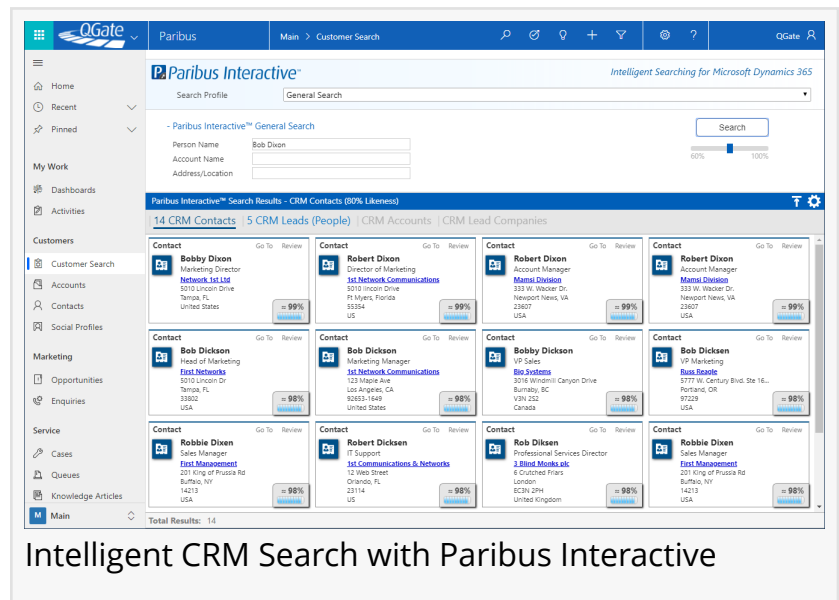 QGate
Paribus
Main > Customer Search
QGate
Home
Recent
Pinned
My Work
Dashboards
Activities
Customers
Customer Search
Accounts
Contacts
Social Profiles
Marketing
Opportunities
Enquiries
Service
Cases
Queues
Knowledge Articles
M Main
Paribus Interactive™
Intelligent Searching for Microsoft Dynamics 365
Search Profile General Search
- Paribus Interactive™ General Search
Person Name Bob Dixon
Account Name
Address/Location
Search
60% 100%
Paribus Interactive™ Search Results - CRM Contacts (80% Likeness)
14 CRM Contacts | 5 CRM Leads (People) | CRM Accounts | CRM Lead Companies
Contact Go To Review
Bobby Dixon
Marketing Director
Network 1st Ltd
5010 Lincoln Drive
Tampa, FL
United States
= 99%
Contact Go To Review
Robert Dixon
Director of Marketing
1st Network Communications
5010 lincoln Drive
Ft Myers, Florida
55354
US
= 99%
Contact Go To Review
Robert Dixon
Account Manager
Mamsi Division
333 W. Wacker Dr.
Newport News, VA
23607
USA
= 99%
Contact Go To Review
Robert Dixon
Account Manager
Mamsi Division
333 W. Wacker Dr.
Newport News, VA
23607
USA
= 99%
Contact Go To Review
Bob Dickson
Head of Marketing
First Networks
5010 Lincoln Dr
Tampa, FL
33802
USA
= 98%
Contact Go To Review
Bob Dickson
Marketing Manager
1st Network Communications
123 Maple Ave
Los Angeles, CA
92653-1649
United States
= 98%
Contact Go To Review
Bobby Dickson
VP Sales
Big Systems
3016 Windmill Canyon Drive
Burnaby, BC
V3N 2S2
Canada
= 98%
Contact Go To Review
Bob Dicksen
VP Marketing
Russ Reagle
5777 W. Century Blvd. Ste 16...
Portland, OR
97229
USA
= 98%
Contact Go To Review
Robbie Dixen
Sales Manager
First Management
201 King of Prussia Rd
Buffalo, NY
14213
USA
= 98%
Contact Go To Review
Robert Dicksen
IT Support
1st Communications & Networks
12 Web Street
Orlando, FL
23114
US
= 98%
Contact Go To Review
Rob Diksen
Professional Services Director
3 Blind Monks plc
6 Crutched Friars
London
EC3N 2PH
United Kingdom
= 98%
Contact Go To Review
Robbie Dixen
Sales Manager
First Management
201 King of Prussia Rd
Buffalo, NY
14213
USA
= 98%
Total Results: 14
Intelligent CRM Search with Paribus Interactive